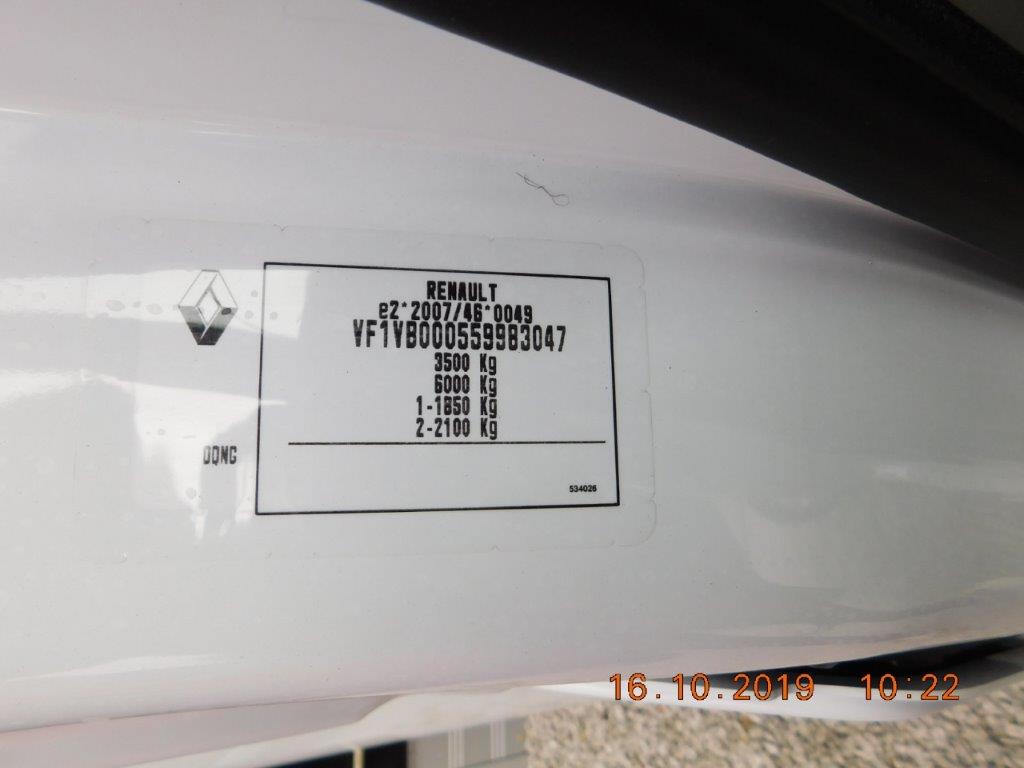 RENAULT
e2*2007/46*0049
VF1VB000559983047
3500 Kg
6000 Kg
1-1850 Kg
2-2100 Kg
DQNG
534026
16.10.2019 10:22